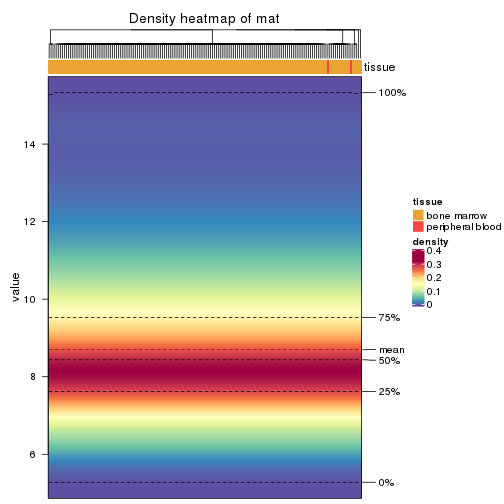 Density heatmap of mat
tissue
100%
14
12
value
10
8
6
75%
mean
50%
25%
0%
tissue
bone marrow
peripheral blood
density
0.4
0.3
0.2
0.1
0